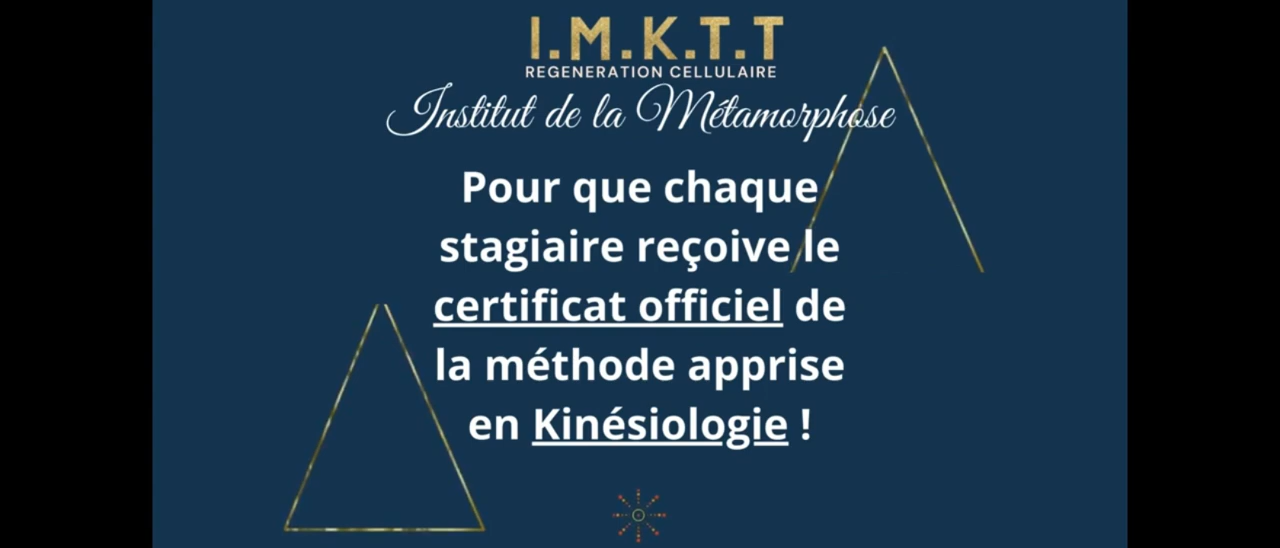 I.M.K.T.T
REGENERATION CELLULAIRE
Institut de la Métamorphose
Pour que chaque
stagiaire reçoive le
certificat officiel de
la méthode apprise
en Kinésiologie !